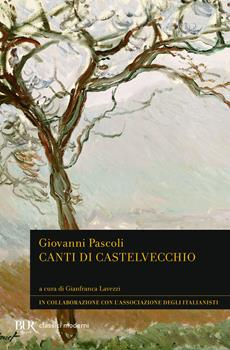 Giovanni Pascoli
CANTI DI CASTELVECCHIO
a cura di Gianfranca Lavezzi
IN COLLABORAZIONE CON L'ASSOCIAZIONE DEGLI ITALIANISTI
BUR classici moderni